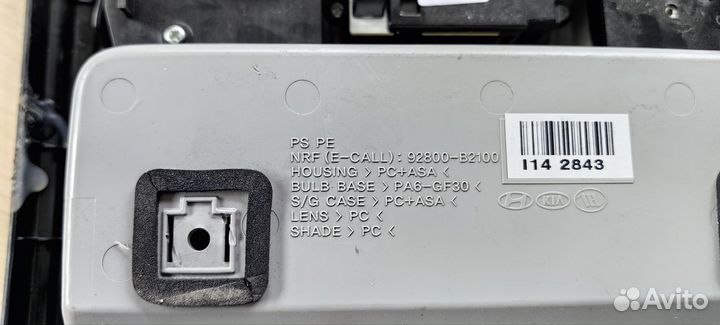 PS PE
NRF (E-CALL) : 92800-B2100
HOUSING > PC+ASA <
BULB BASE > PA6-GF30 <
S/G CASE > PC+ASA <
LENS > PC <
SHADE > PC <
I14 2843
KIA
Avito